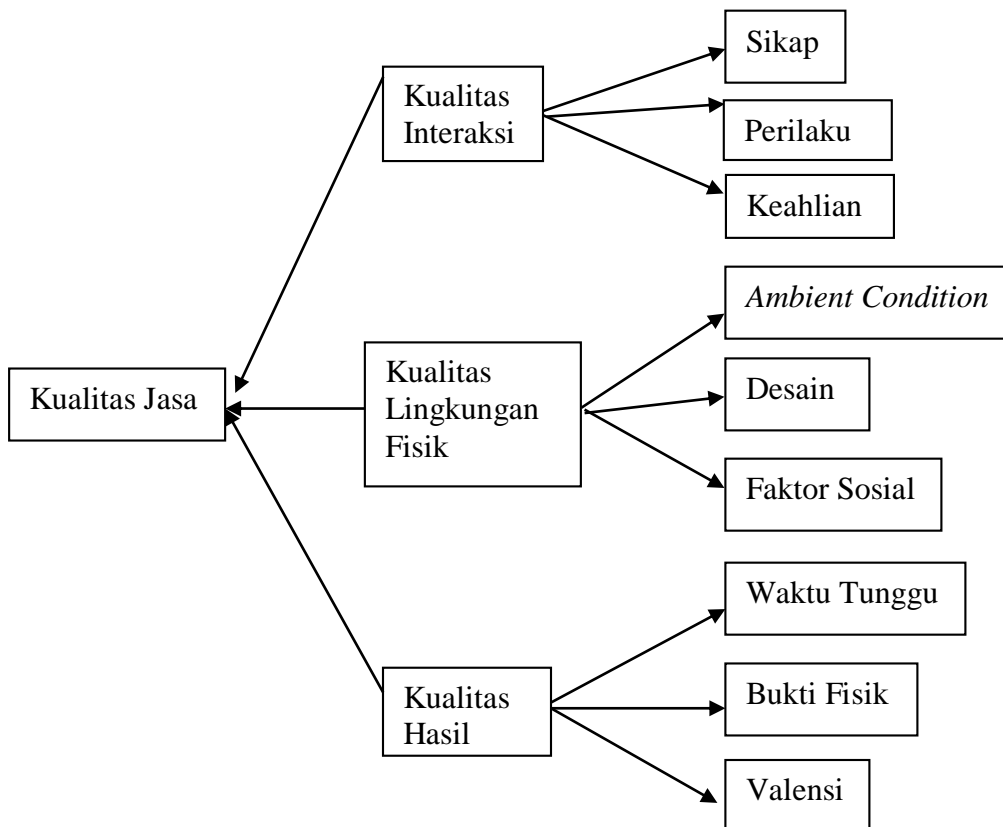 Sikap
Kualitas
Interaksi
Perilaku
Keahlian
Ambient Condition
Kualitas Jasa
Kualitas
Lingkungan
Fisik
Desain
Faktor Sosial
Waktu Tunggu
Kualitas
Hasil
Bukti Fisik
Valensi